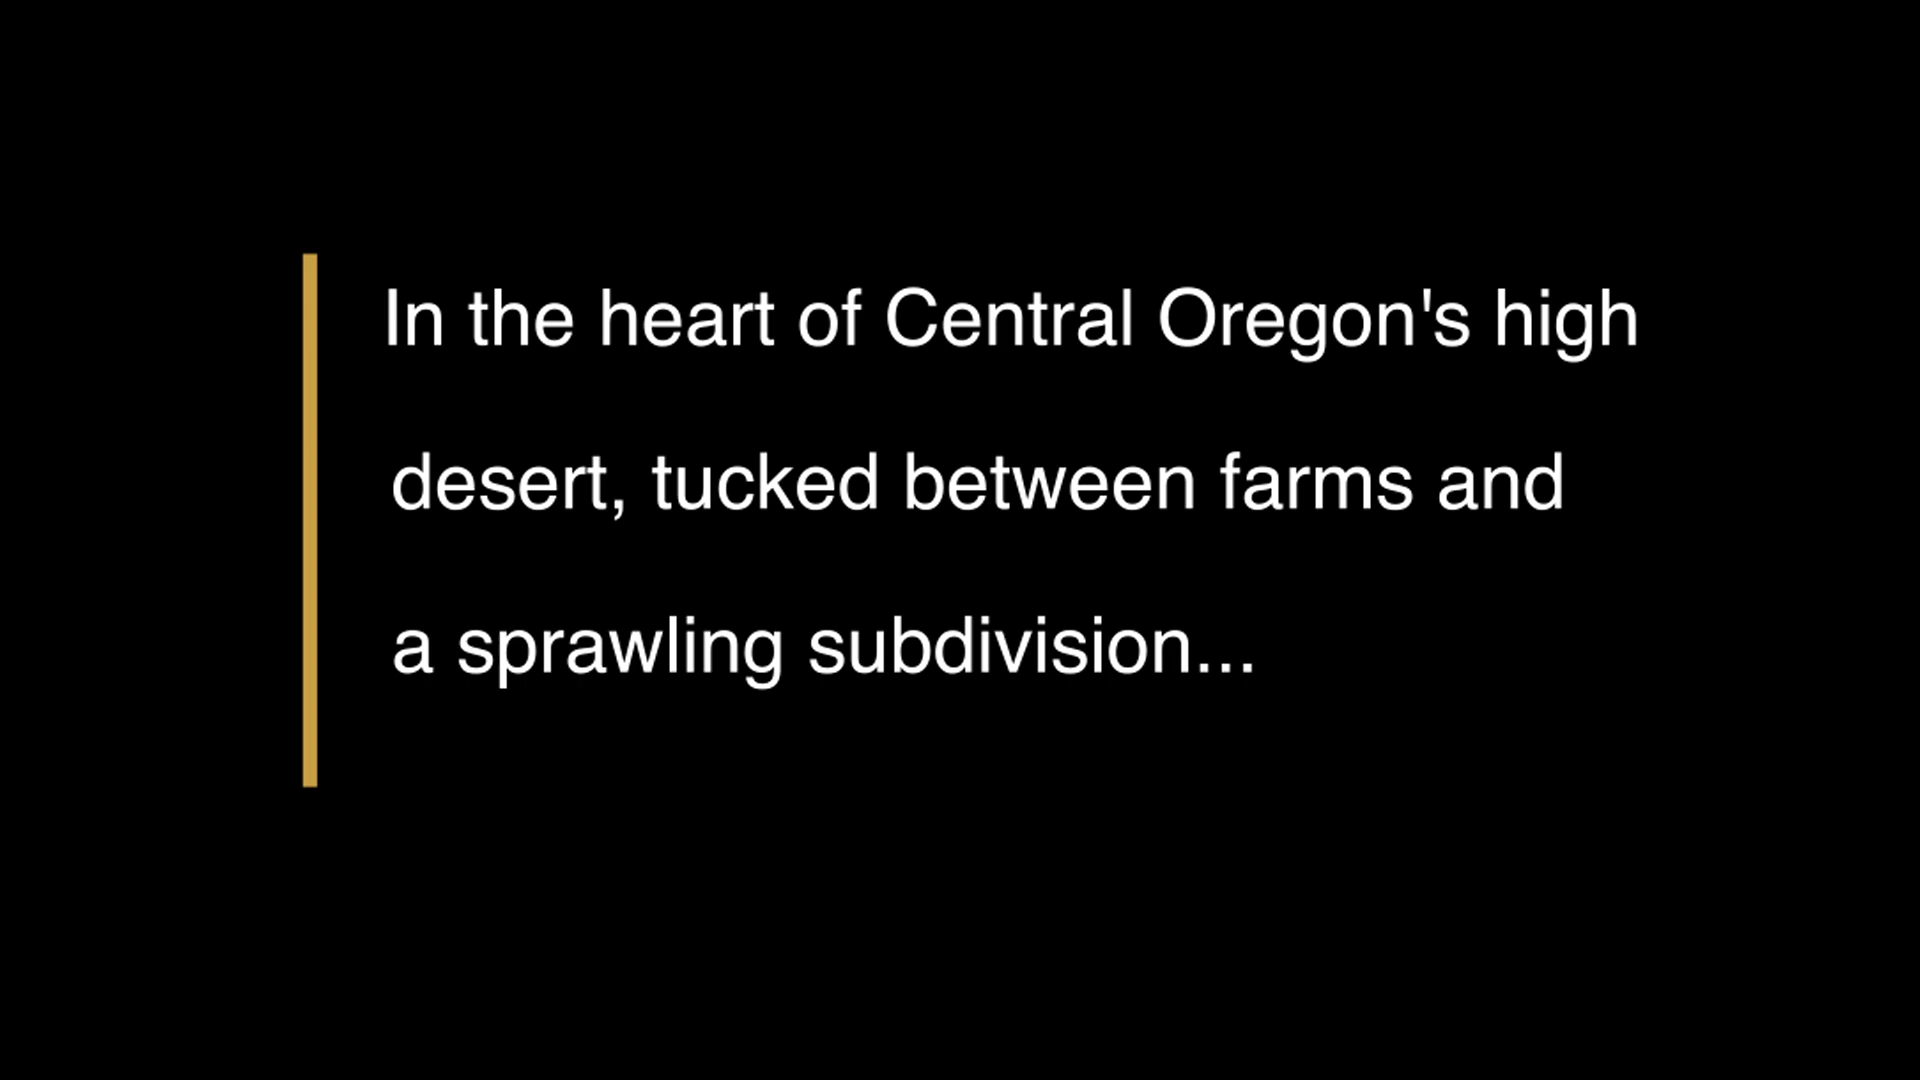 In the heart of Central Oregon's high
desert, tucked between farms and
a sprawling subdivision...